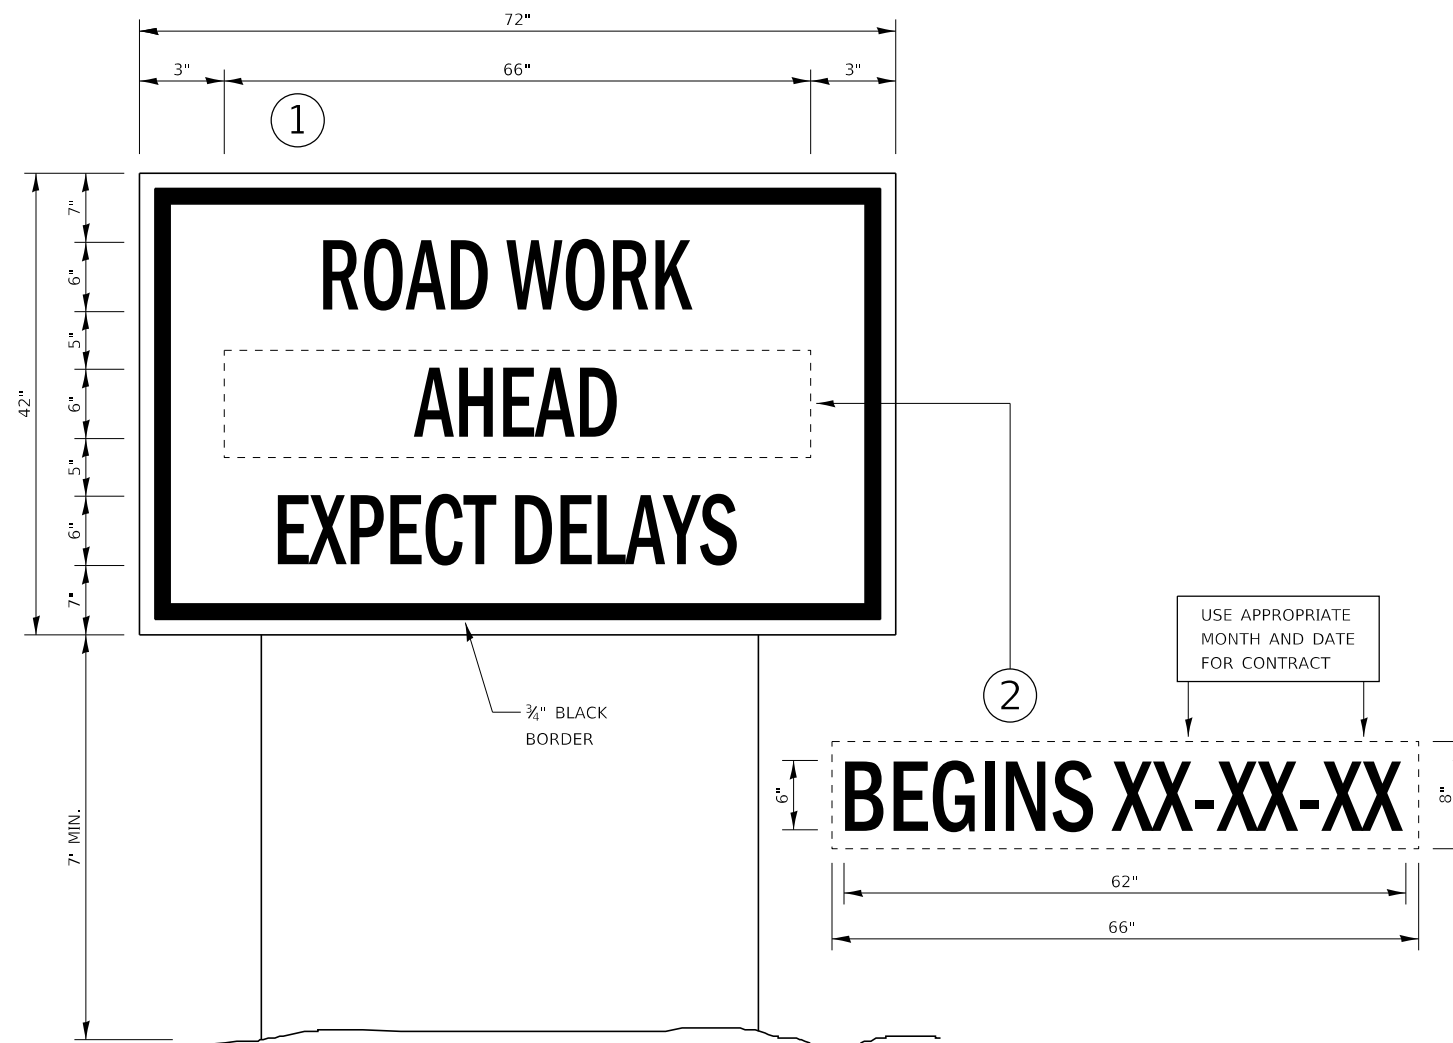 72"
3" 66" 3"
1
7"
6"
5"
6"
5"
6"
7"
42"
ROAD WORK
AHEAD
EXPECT DELAYS
¾" BLACK
BORDER
7' MIN.
2
USE APPROPRIATE
MONTH AND DATE
FOR CONTRACT
6"
BEGINS XX-XX-XX
8"
62"
66"